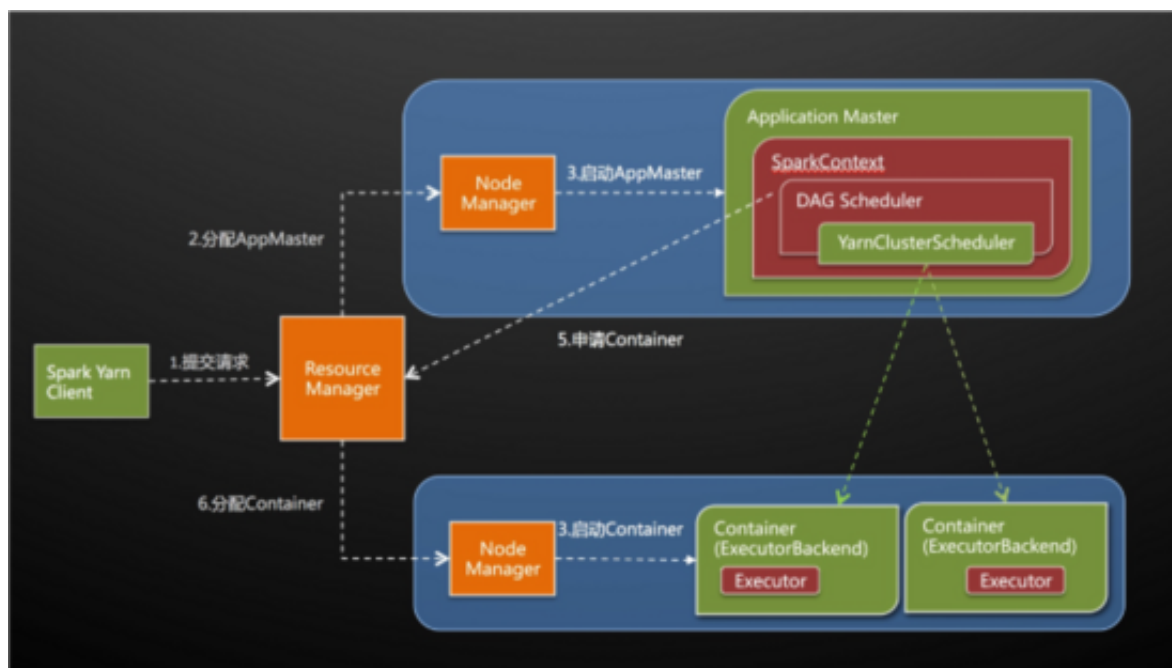 Application Master
SparkContext
DAG Scheduler
YarnClusterScheduler
Node
Manager
3.启动AppMaster
2.分配AppMaster
5.申请Container
Spark Yarn
Client
1.提交请求
Resource
Manager
6.分配Container
Node
Manager
3.启动Container
Container
(ExecutorBackend)
Executor
Container
(ExecutorBackend)
Executor